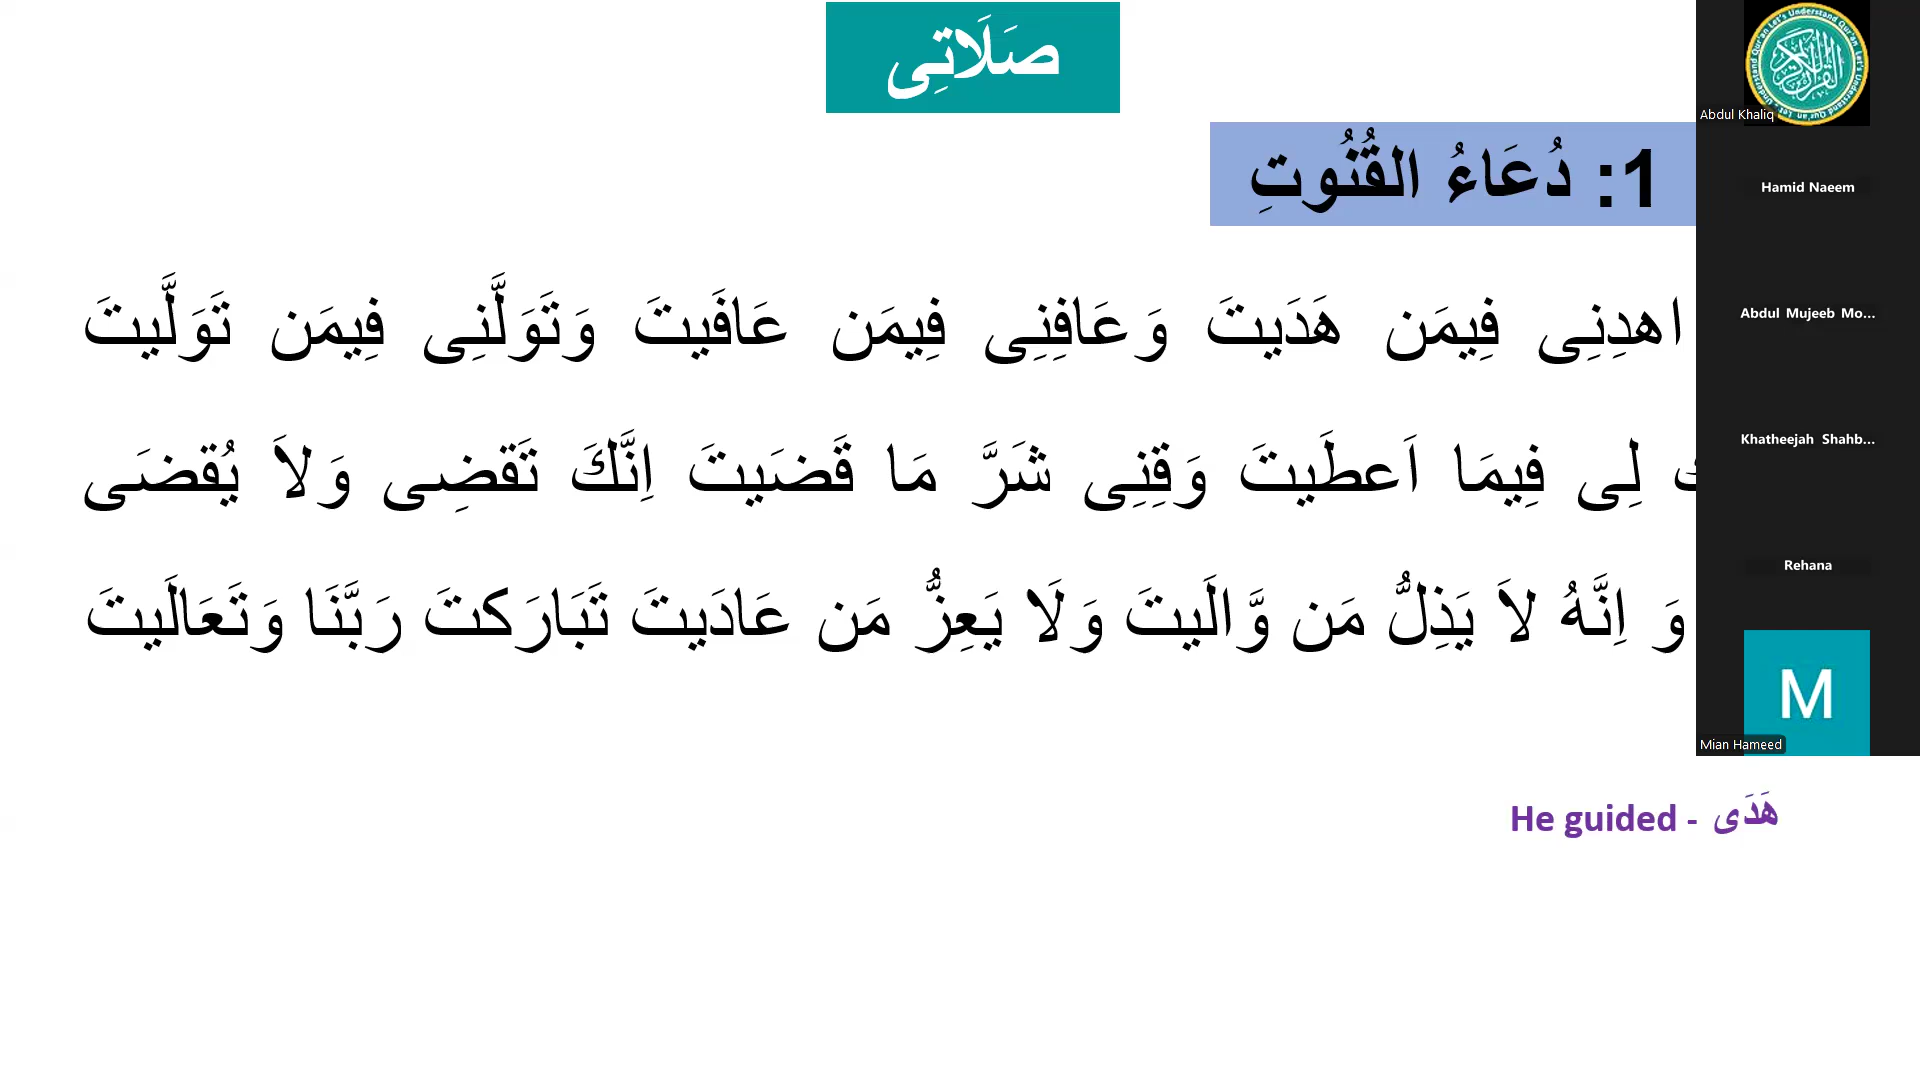 صَلَاتِی
1: دُعَاءُ القُنُوتِ
اهدِنِی فِیمَن هَدَیتَ وَعَافِنِی فِیمَن عَافَیتَ وَتَوَلَّنِی فِیمَن تَوَلَّیتَ
لِی فِیمَا اَعطَیتَ وَقِنِی شَرَّ مَا قَضَیتَ اِنَّكَ تَقضِی وَلاَ یُقضَی
وَ اِنَّهُ لاَ یَذِلُّ مَن وَّالَیتَ وَلَا یَعِزُّ مَن عَادَیتَ تَبَارَکتَ رَبَّنَا وَتَعَالَیتَ
He guided - هَدَی
Abdul Khaliq
Hamid Naeem
Abdul Mujeeb Mo...
Khatheejah Shahb...
Rehana
M
Mian Hameed